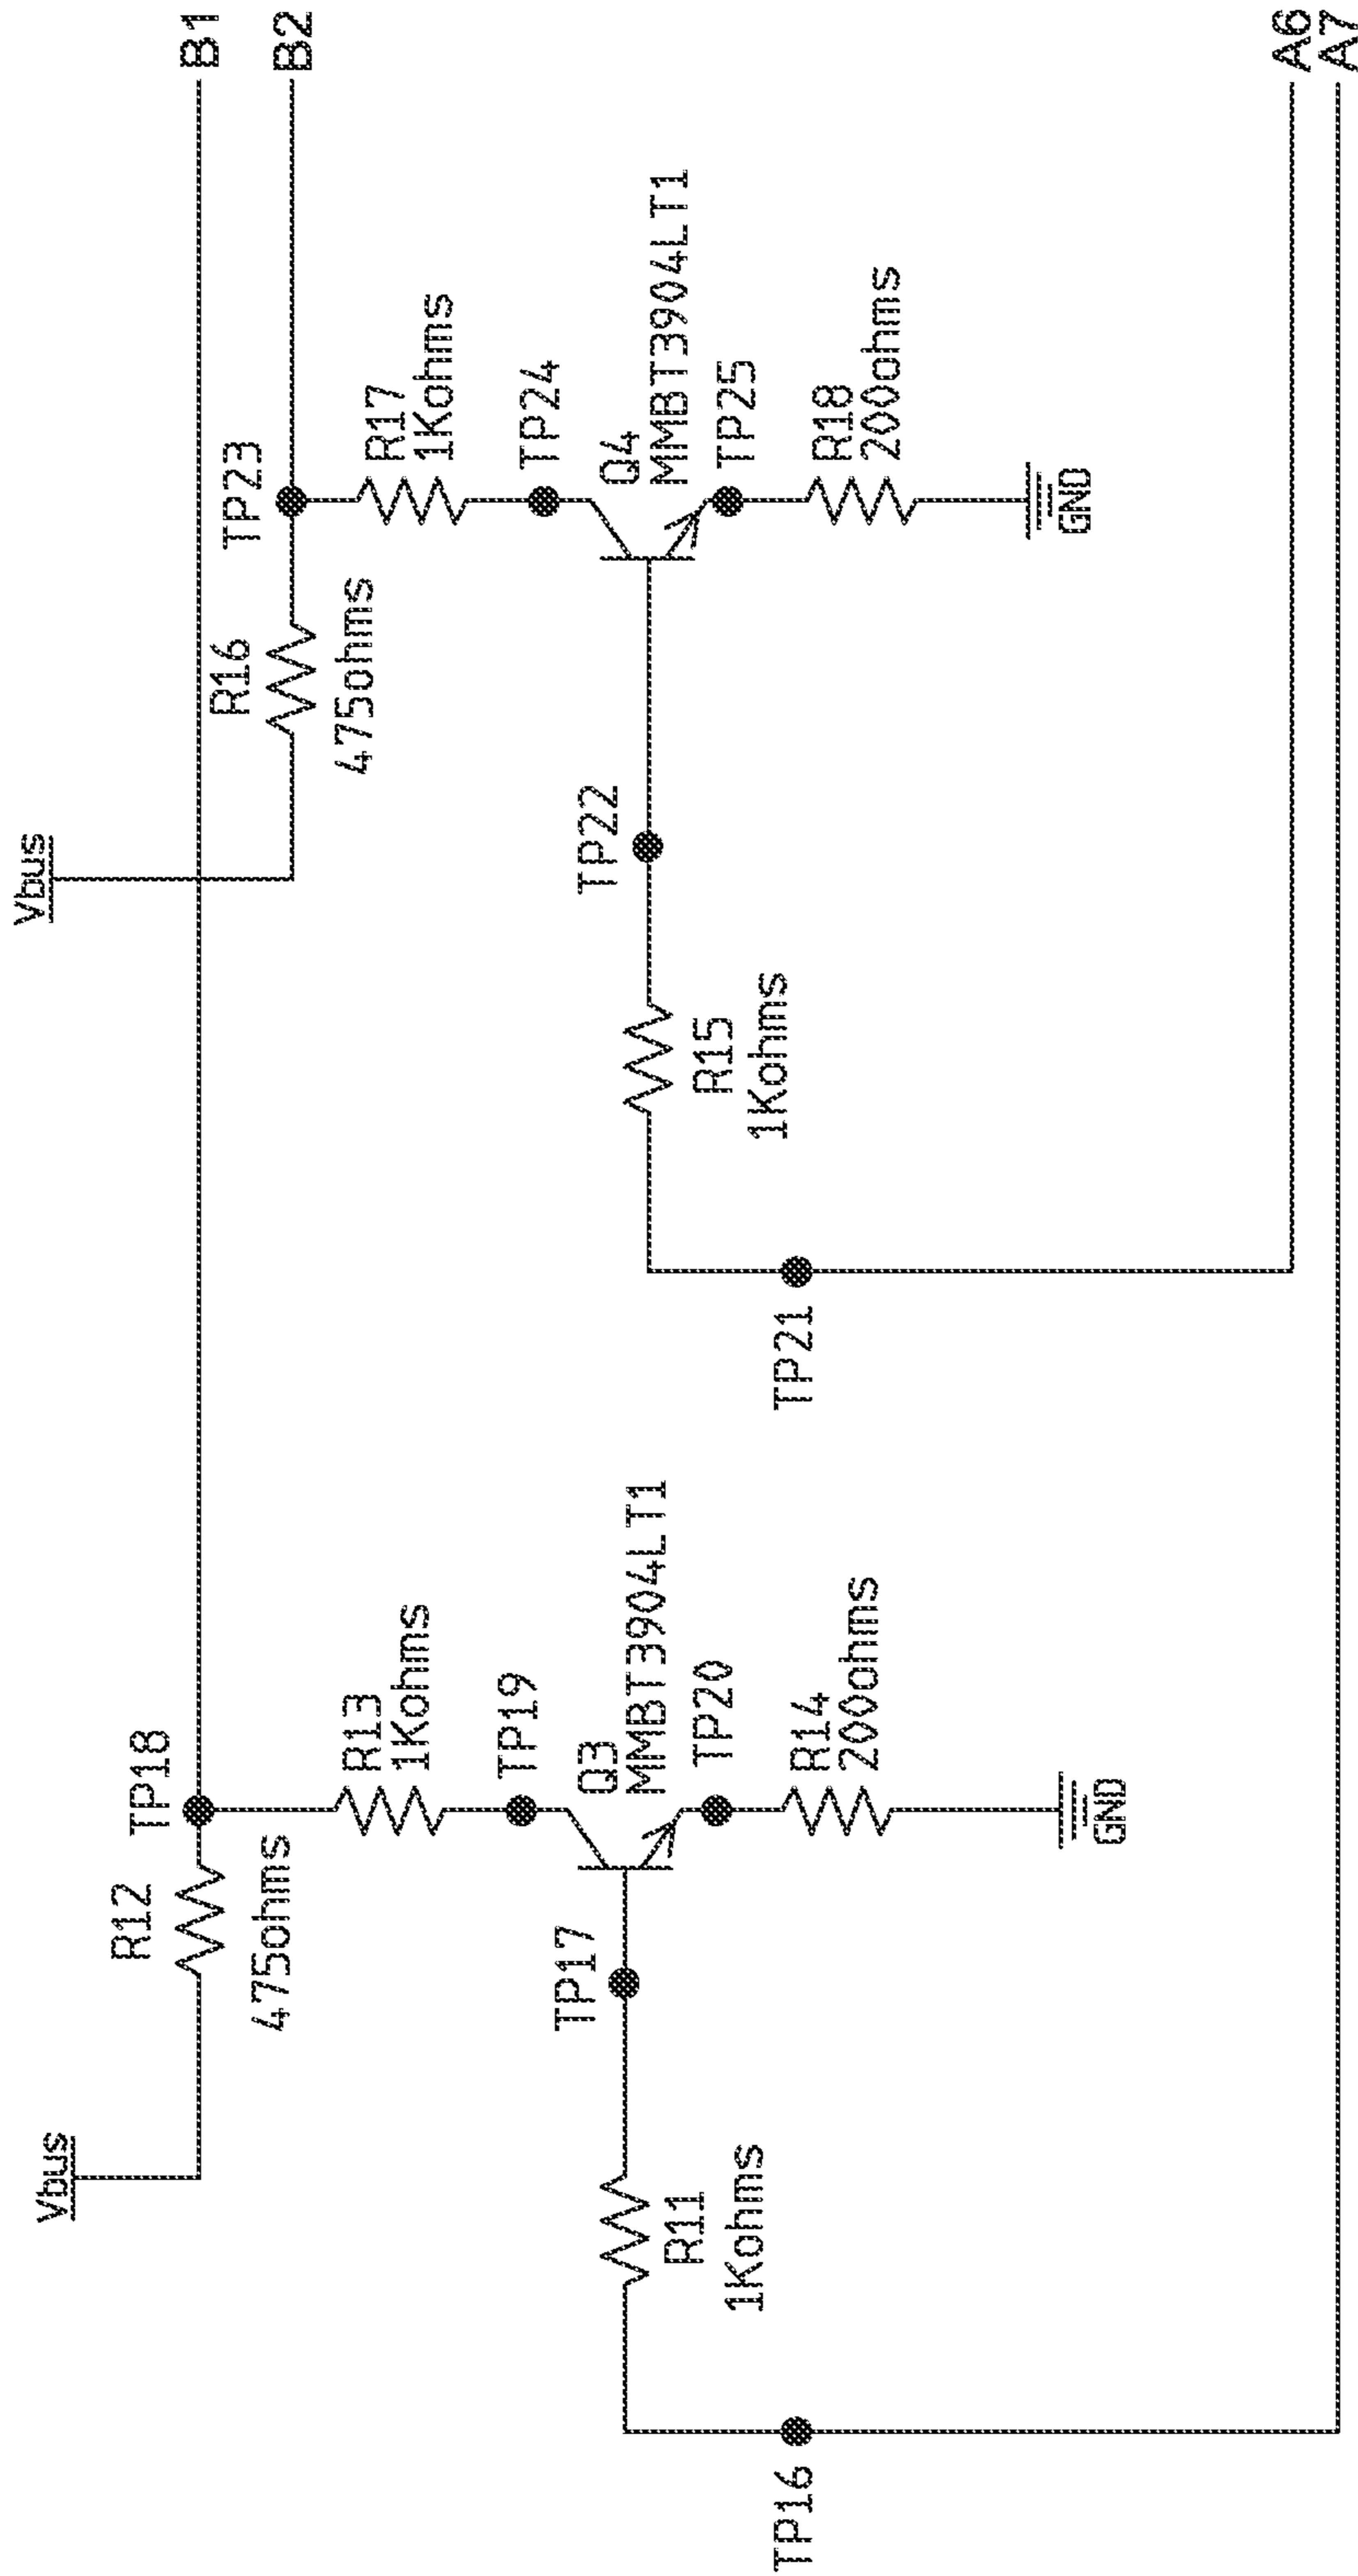 B1
B2
Vbus
R16
475ohms
TP23
R17
1Kohms
TP24
Q4
MMBT3904LT1
TP25
R18
200ohms
GND
TP22
R15
1Kohms
TP21
Vbus
R12
475ohms
TP18
R13
1Kohms
TP19
Q3
MMBT3904LT1
TP20
R14
200ohms
GND
TP17
R11
1Kohms
TP16
A6
A7